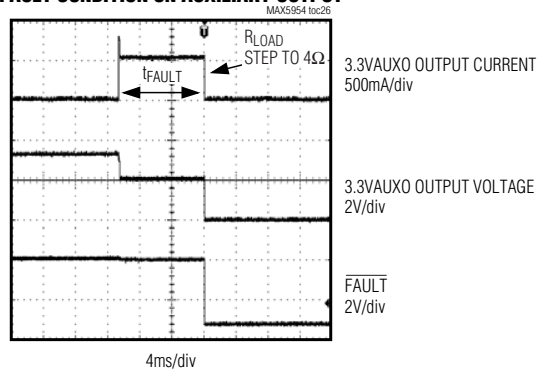 FAULT CONDITION ON AUXILIARY OUTPUT
MAX5954 toc26
RLOAD
STEP TO 4Ω
tFAULT
3.3VAUXO OUTPUT CURRENT
500mA/div
3.3VAUXO OUTPUT VOLTAGE
2V/div
FAULT
2V/div
4ms/div